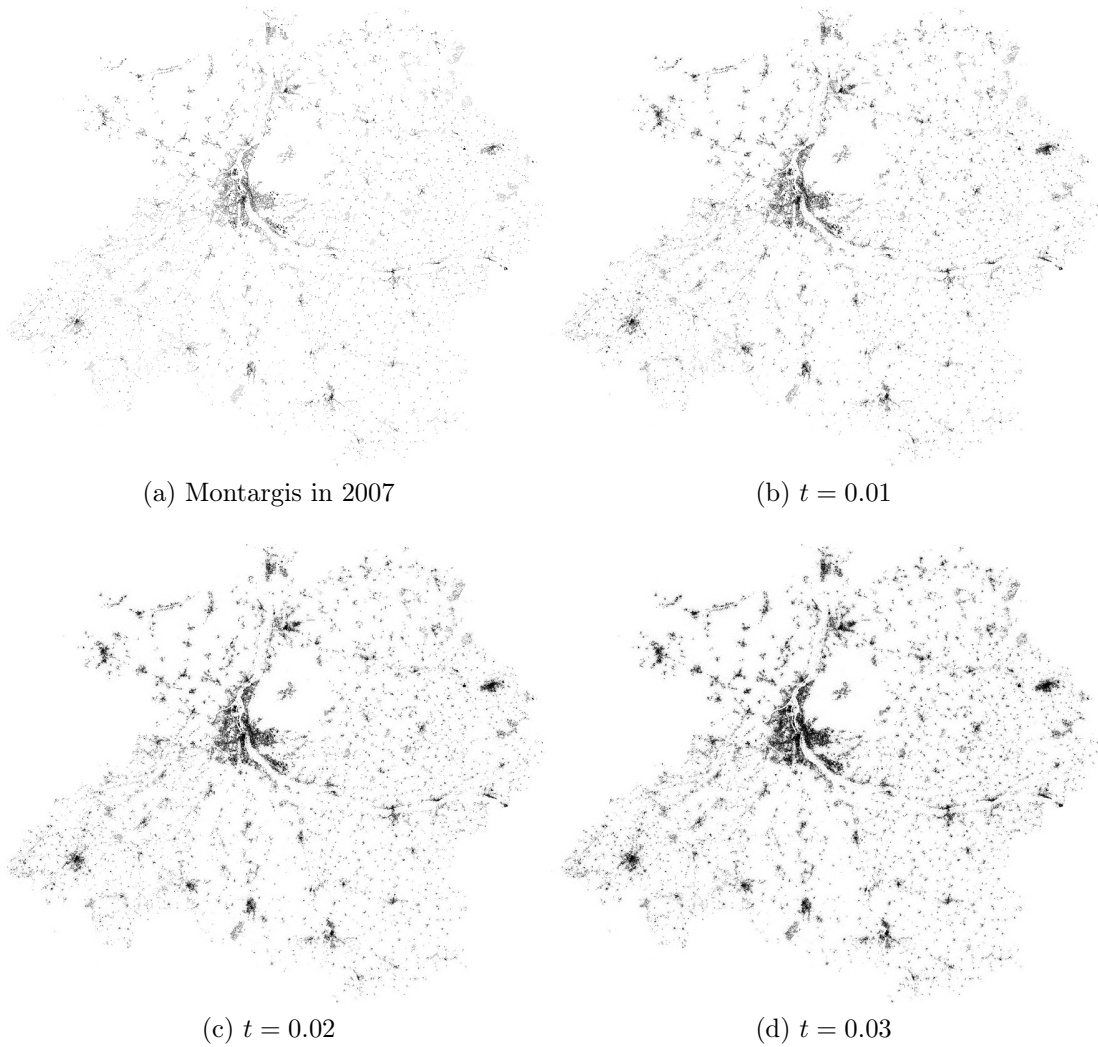 (a) Montargis in 2007
(b) t = 0.01
(c) t = 0.02
(d) t = 0.03